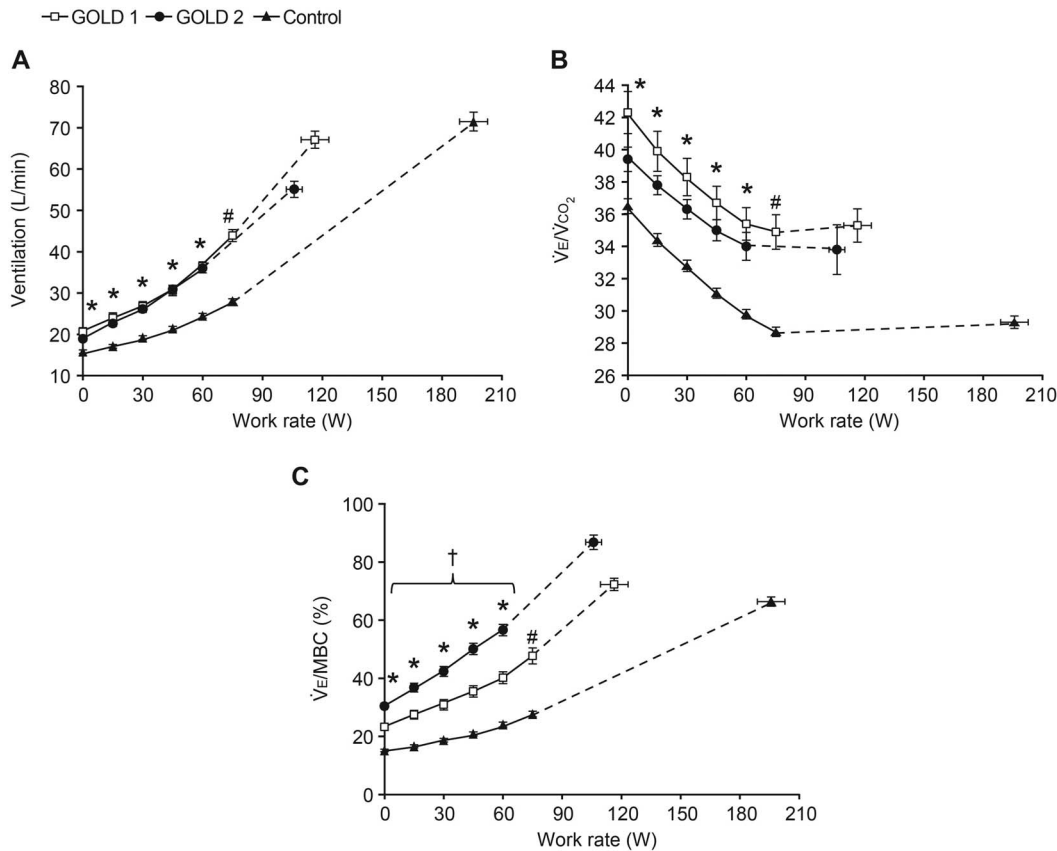 GOLD 1 GOLD 2 Control
A
80
70
60
50
40
30
20
10
Ventilation (L/min)
#
* * * * *
0 30 60 90 120 150 180 210
Work rate (W)
B
44
42
40
38
36
34
32
30
28
26
V̇E/V̇CO2
* * * * * #
0 30 60 90 120 150 180 210
Work rate (W)
C
100
80
60
40
20
0
V̇E/MBC (%)
†
* * * * * #
0 30 60 90 120 150 180 210
Work rate (W)